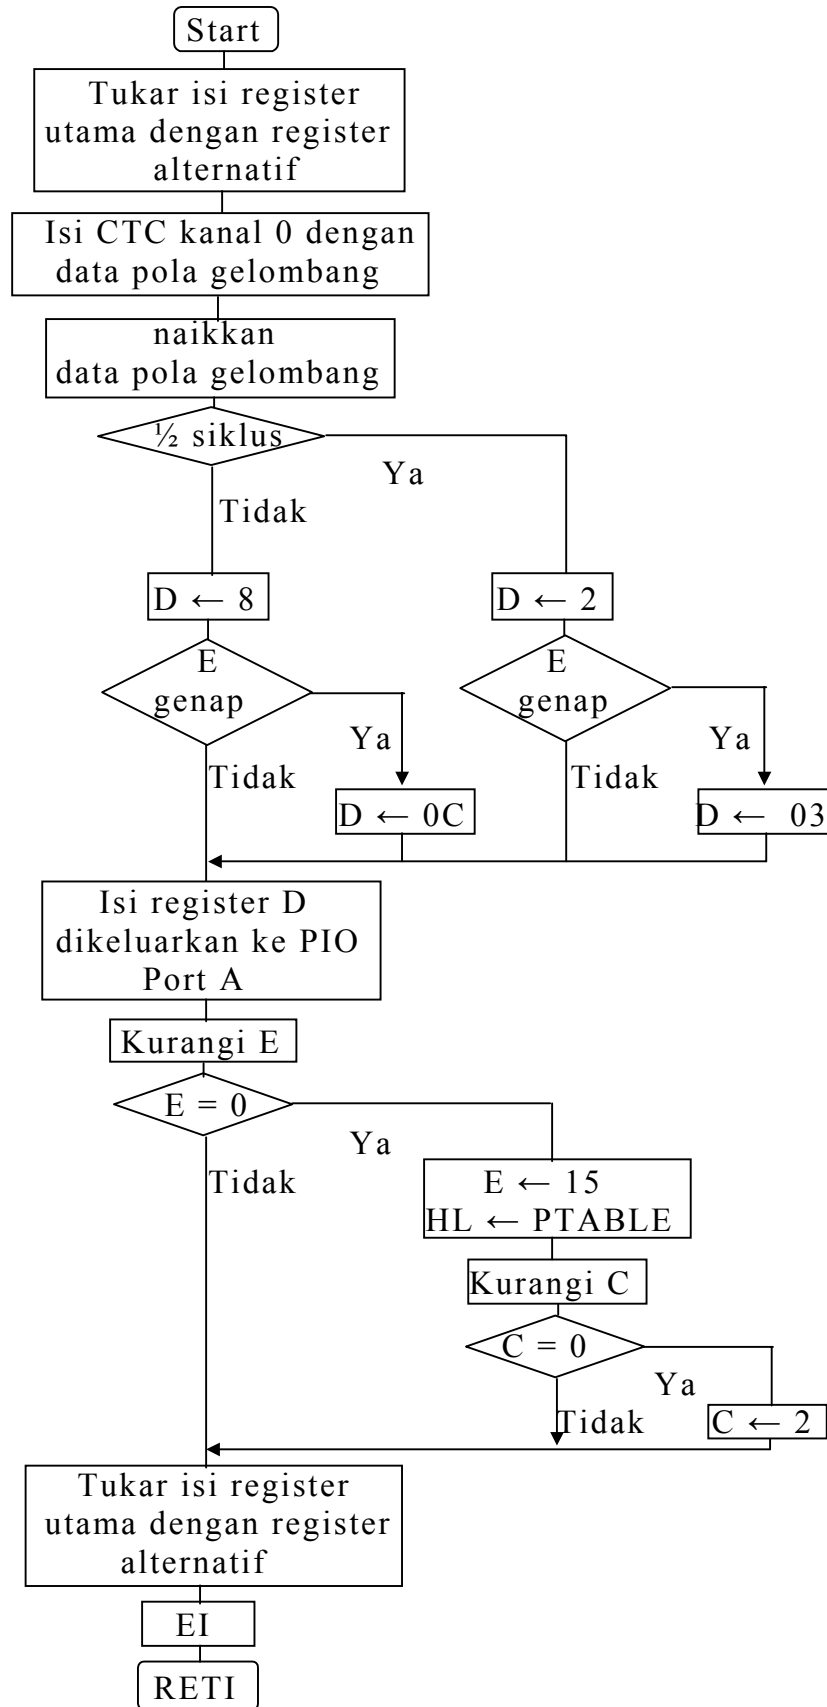 Start
Tukar isi register
utama dengan register
alternatif
Isi CTC kanal 0 dengan
data pola gelombang
naikkan
data pola gelombang
½ siklus
Ya
Tidak
D ← 8
D ← 2
E
genap
E
genap
Ya
Ya
Tidak
Tidak
D ← 0C
D ← 03
Isi register D
dikeluarkan ke PIO
Port A
Kurangi E
E = 0
Ya
Tidak
E ← 15
HL ← PTABLE
Kurangi C
C = 0
Ya
Tidak
C ← 2
Tukar isi register
utama dengan register
alternatif
EI
RETI